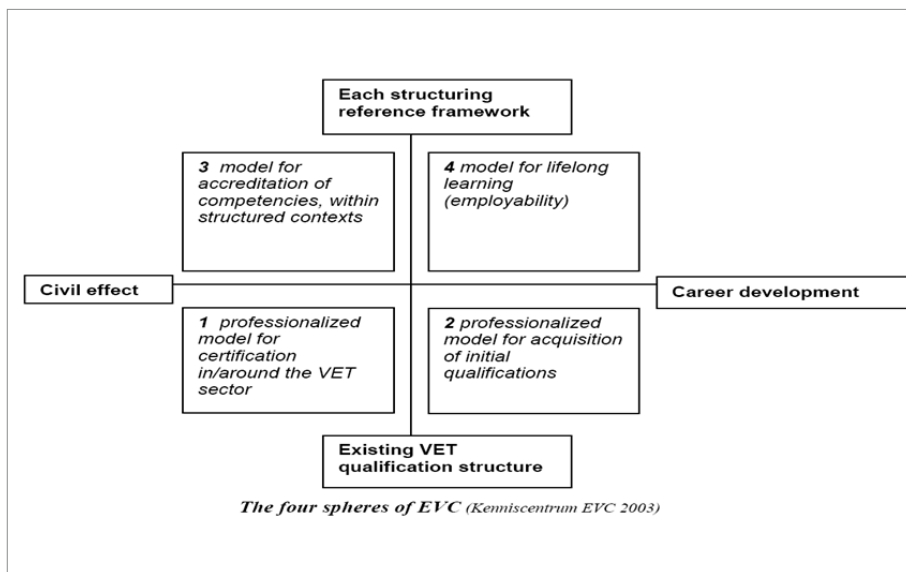 Each structuring
reference framework
3 model for
accreditation of
competencies, within
structured contexts
4 model for lifelong
learning
(employability)
Civil effect
Career development
1 professionalized
model for
certification
in/around the VET
sector
2 professionalized
model for acquisition
of initial
qualifications
Existing VET
qualification structure
The four spheres of EVC (Kenniscentrum EVC 2003)